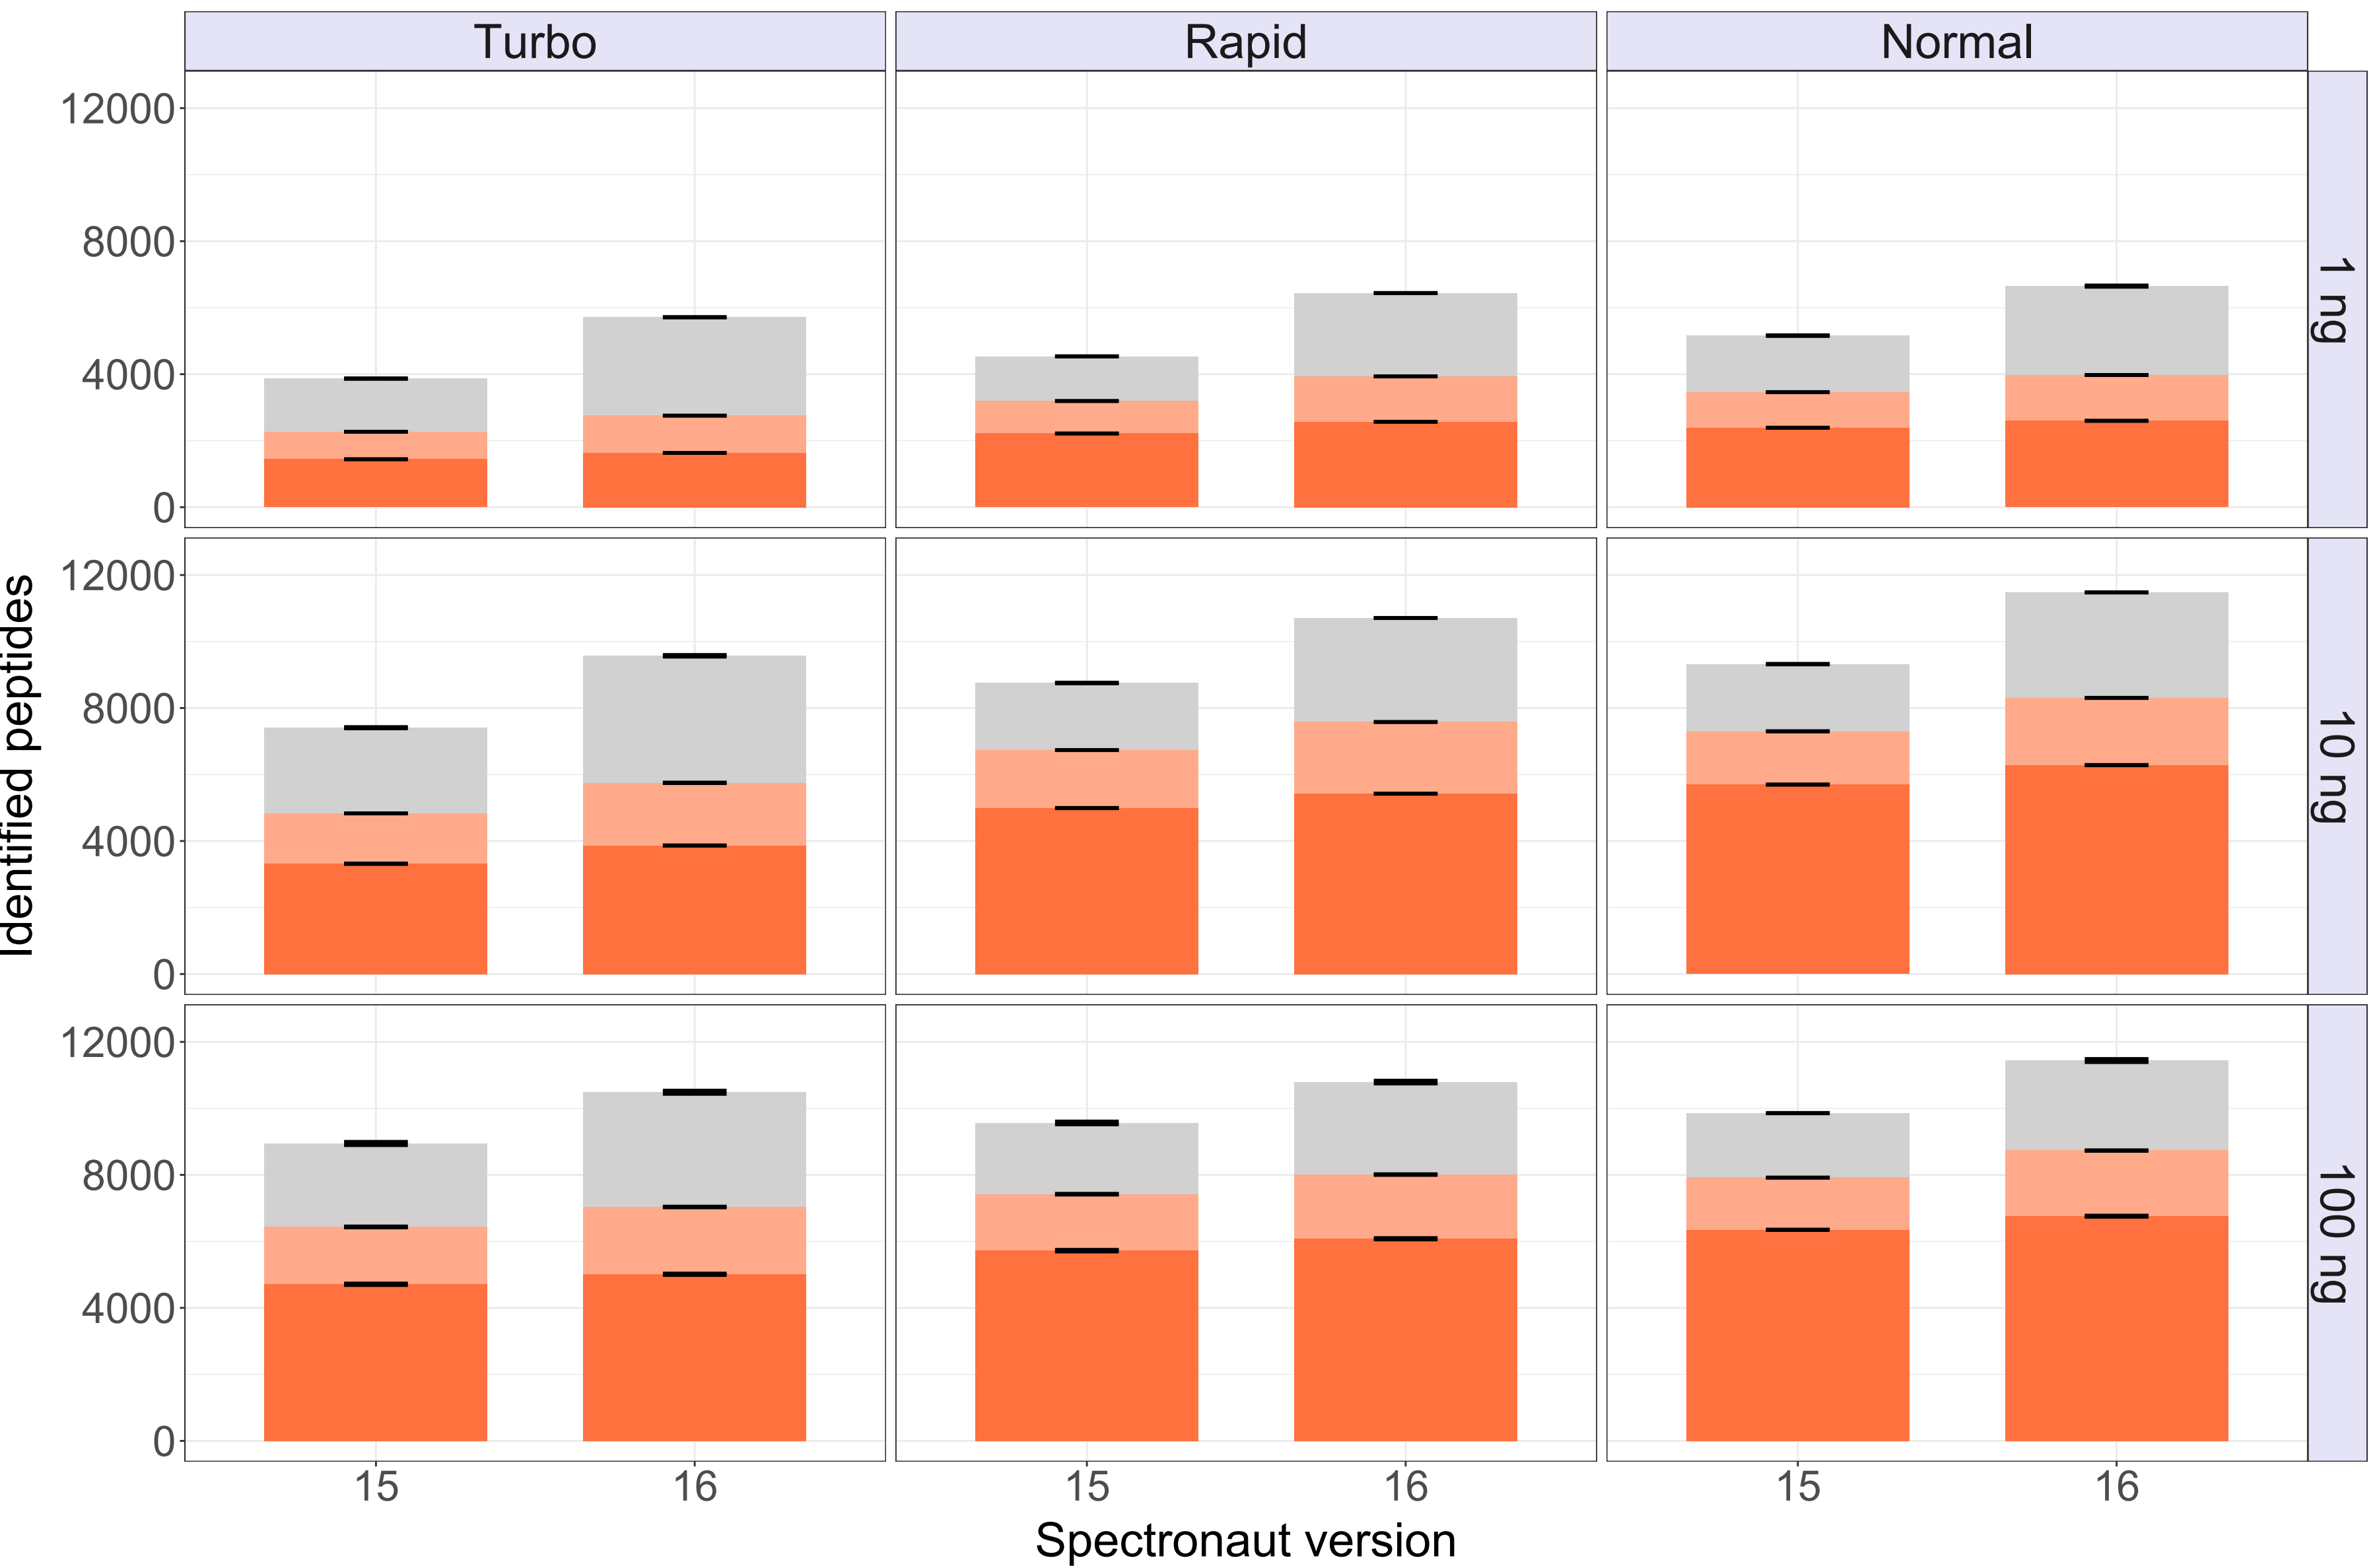 Turbo
Rapid
Normal
12000
8000
4000
0
1 ng
12000
8000
4000
0
10 ng
12000
8000
4000
0
100 ng
Identified peptides
15
16
15
16
15
16
Spectronaut version